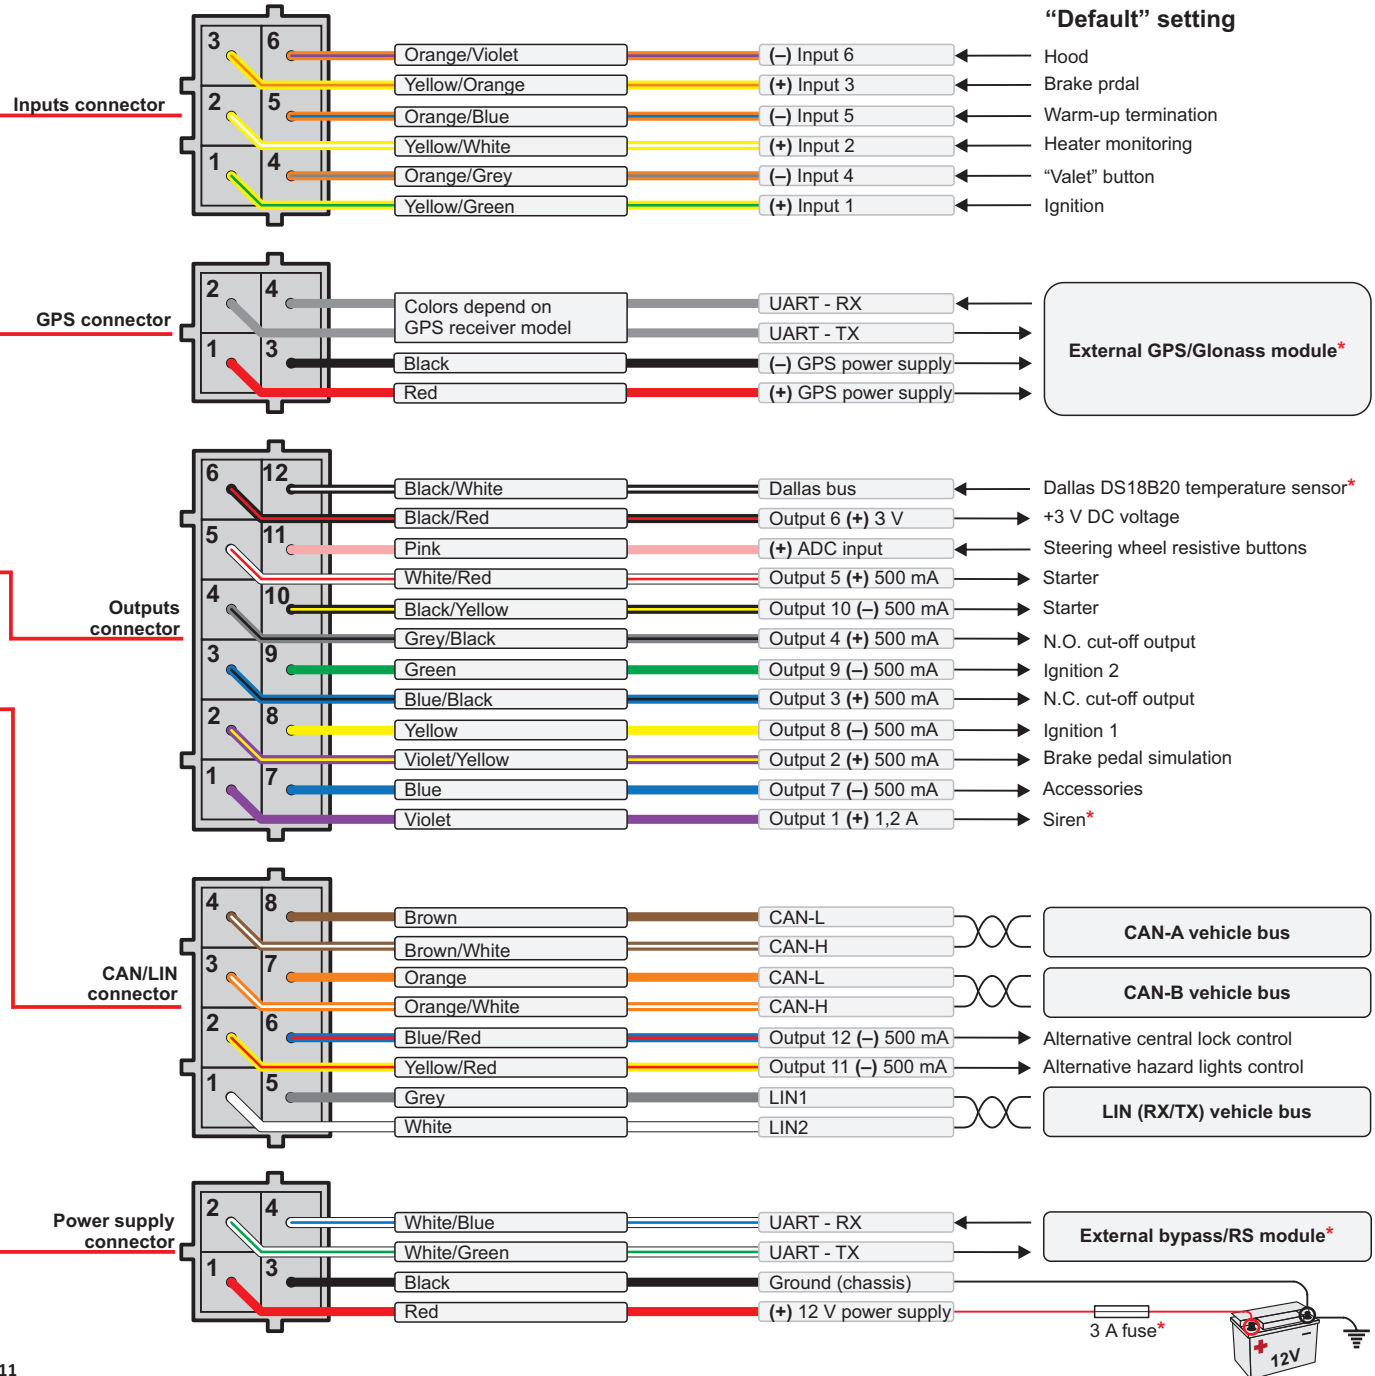 “Default” setting
Inputs connector
3 6 Orange/Violet (–) Input 6 Hood
Yellow/Orange (+) Input 3 Brake prdal
2 5 Orange/Blue (–) Input 5 Warm-up termination
Yellow/White (+) Input 2 Heater monitoring
1 4 Orange/Grey (–) Input 4 “Valet” button
Yellow/Green (+) Input 1 Ignition
GPS connector
2 4 Colors depend on
GPS receiver model
UART - RX
UART - TX
1 3 Black (–) GPS power supply
Red (+) GPS power supply
External GPS/Glonass module*
Outputs
connector
6 12 Black/White Dallas bus Dallas DS18B20 temperature sensor*
Black/Red Output 6 (+) 3 V +3 V DC voltage
5 11 Pink (+) ADC input Steering wheel resistive buttons
White/Red Output 5 (+) 500 mA Starter
4 10 Black/Yellow Output 10 (–) 500 mA Starter
Grey/Black Output 4 (+) 500 mA N.O. cut-off output
3 9 Green Output 9 (–) 500 mA Ignition 2
Blue/Black Output 3 (+) 500 mA N.C. cut-off output
2 8 Yellow Output 8 (–) 500 mA Ignition 1
Violet/Yellow Output 2 (+) 500 mA Brake pedal simulation
1 7 Blue Output 7 (–) 500 mA Accessories
Violet Output 1 (+) 1,2 A Siren*
CAN/LIN
connector
4 8 Brown CAN-L
Brown/White CAN-H
CAN-A vehicle bus
3 7 Orange CAN-L
Orange/White CAN-H
CAN-B vehicle bus
2 6 Blue/Red Output 12 (–) 500 mA Alternative central lock control
Yellow/Red Output 11 (–) 500 mA Alternative hazard lights control
1 5 Grey LIN1
White LIN2
LIN (RX/TX) vehicle bus
Power supply
connector
2 4 White/Blue UART - RX
White/Green UART - TX
External bypass/RS module*
1 3 Black Ground (chassis)
Red (+) 12 V power supply
3 A fuse*
+ –
12V
11